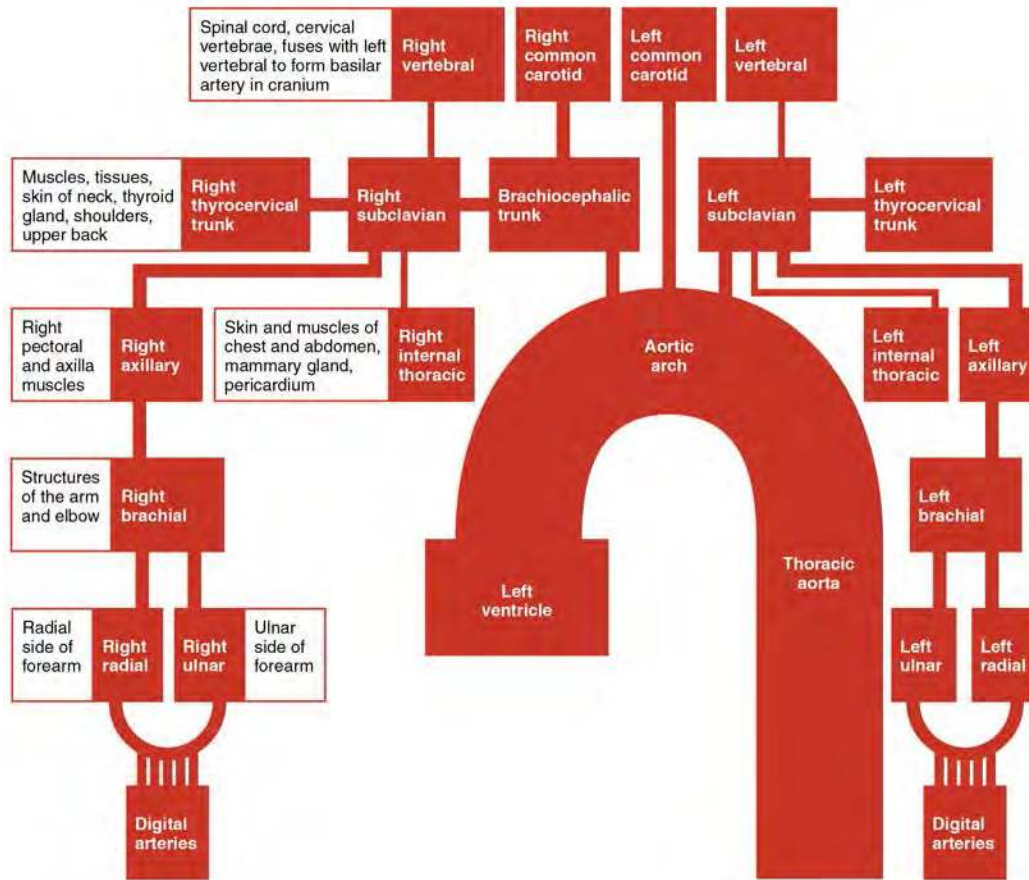 Spinal cord, cervical
vertebrae, fuses with left
vertebral to form basilar
artery in cranium
Right
vertebral
Right
common
carotid
Left
common
carotid
Left
vertebral
Muscles, tissues,
skin of neck, thyroid
gland, shoulders,
upper back
Right
thyrocervical
trunk
Right
subclavian
Brachiocephalic
trunk
Left
subclavian
Left
thyrocervical
trunk
Right
pectoral
and axilla
muscles
Right
axillary
Skin and muscles of
chest and abdomen,
mammary gland,
pericardium
Right
internal
thoracic
Aortic
arch
Left
internal
thoracic
Left
axillary
Structures
of the arm
and elbow
Right
brachial
Left
brachial
Left
ventricle
Thoracic
aorta
Radial
side of
forearm
Right
radial
Right
ulnar
Ulnar
side of
forearm
Left
ulnar
Left
radial
Digital
arteries
Digital
arteries